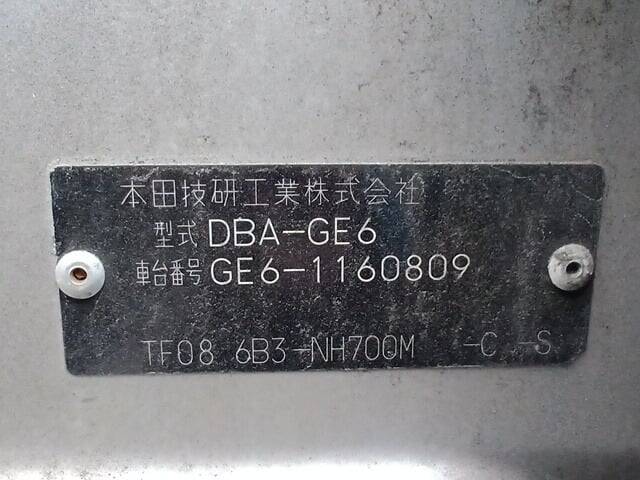 本田技研工業株式会社
型式 DBA-GE6
車台番号 GE6-1160809
TF08 6B3-NH700M -C -S